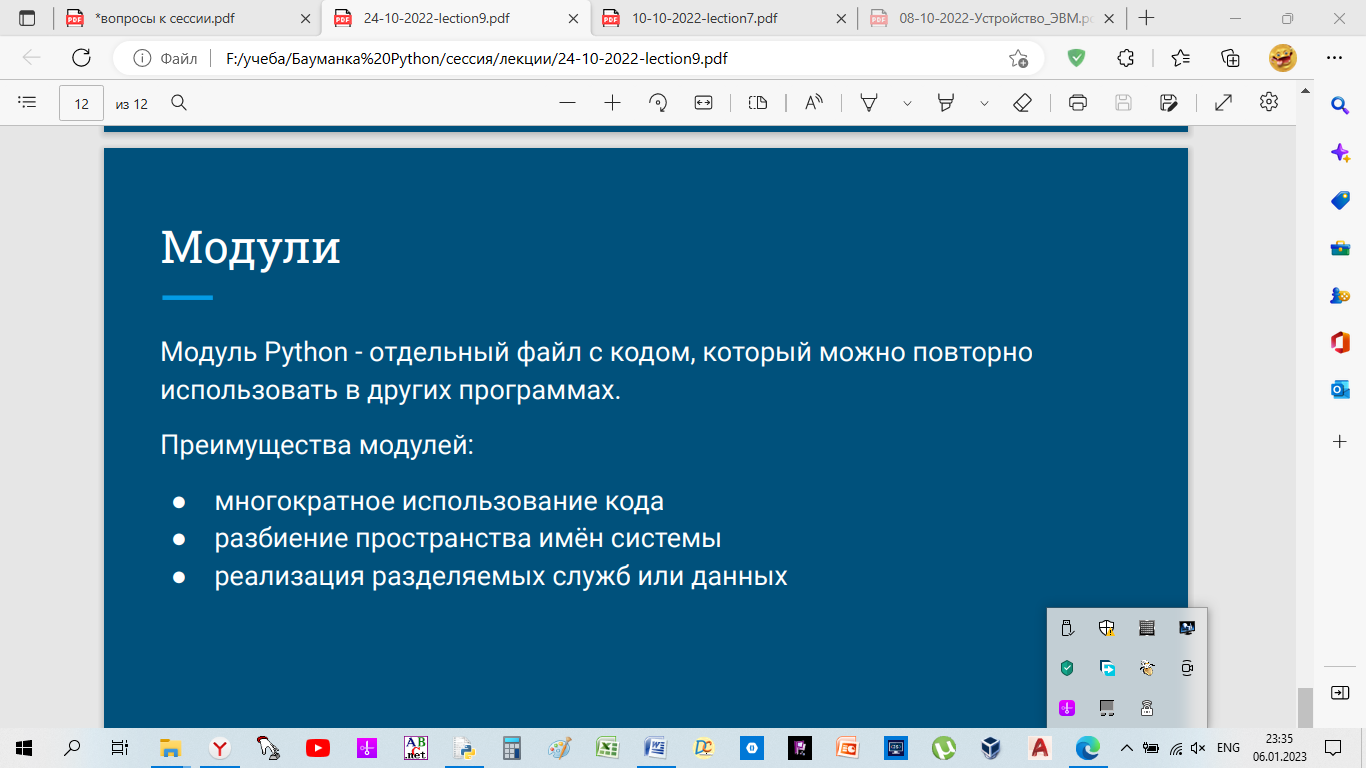 *вопросы к сессии.pdf
24-10-2022-lection9.pdf
10-10-2022-lection7.pdf
08-10-2022-Устройство_ЭВМ.p
Файл
F:/учеба/Бауманка%20Python/сессия/лекции/24-10-2022-lection9.pdf
12 из 12
Модули
Модуль Python - отдельный файл с кодом, который можно повторно
использовать в других программах.
Преимущества модулей:
● многократное использование кода
● разбиение пространства имён системы
● реализация разделяемых служб или данных
ENG
23:35
06.01.2023